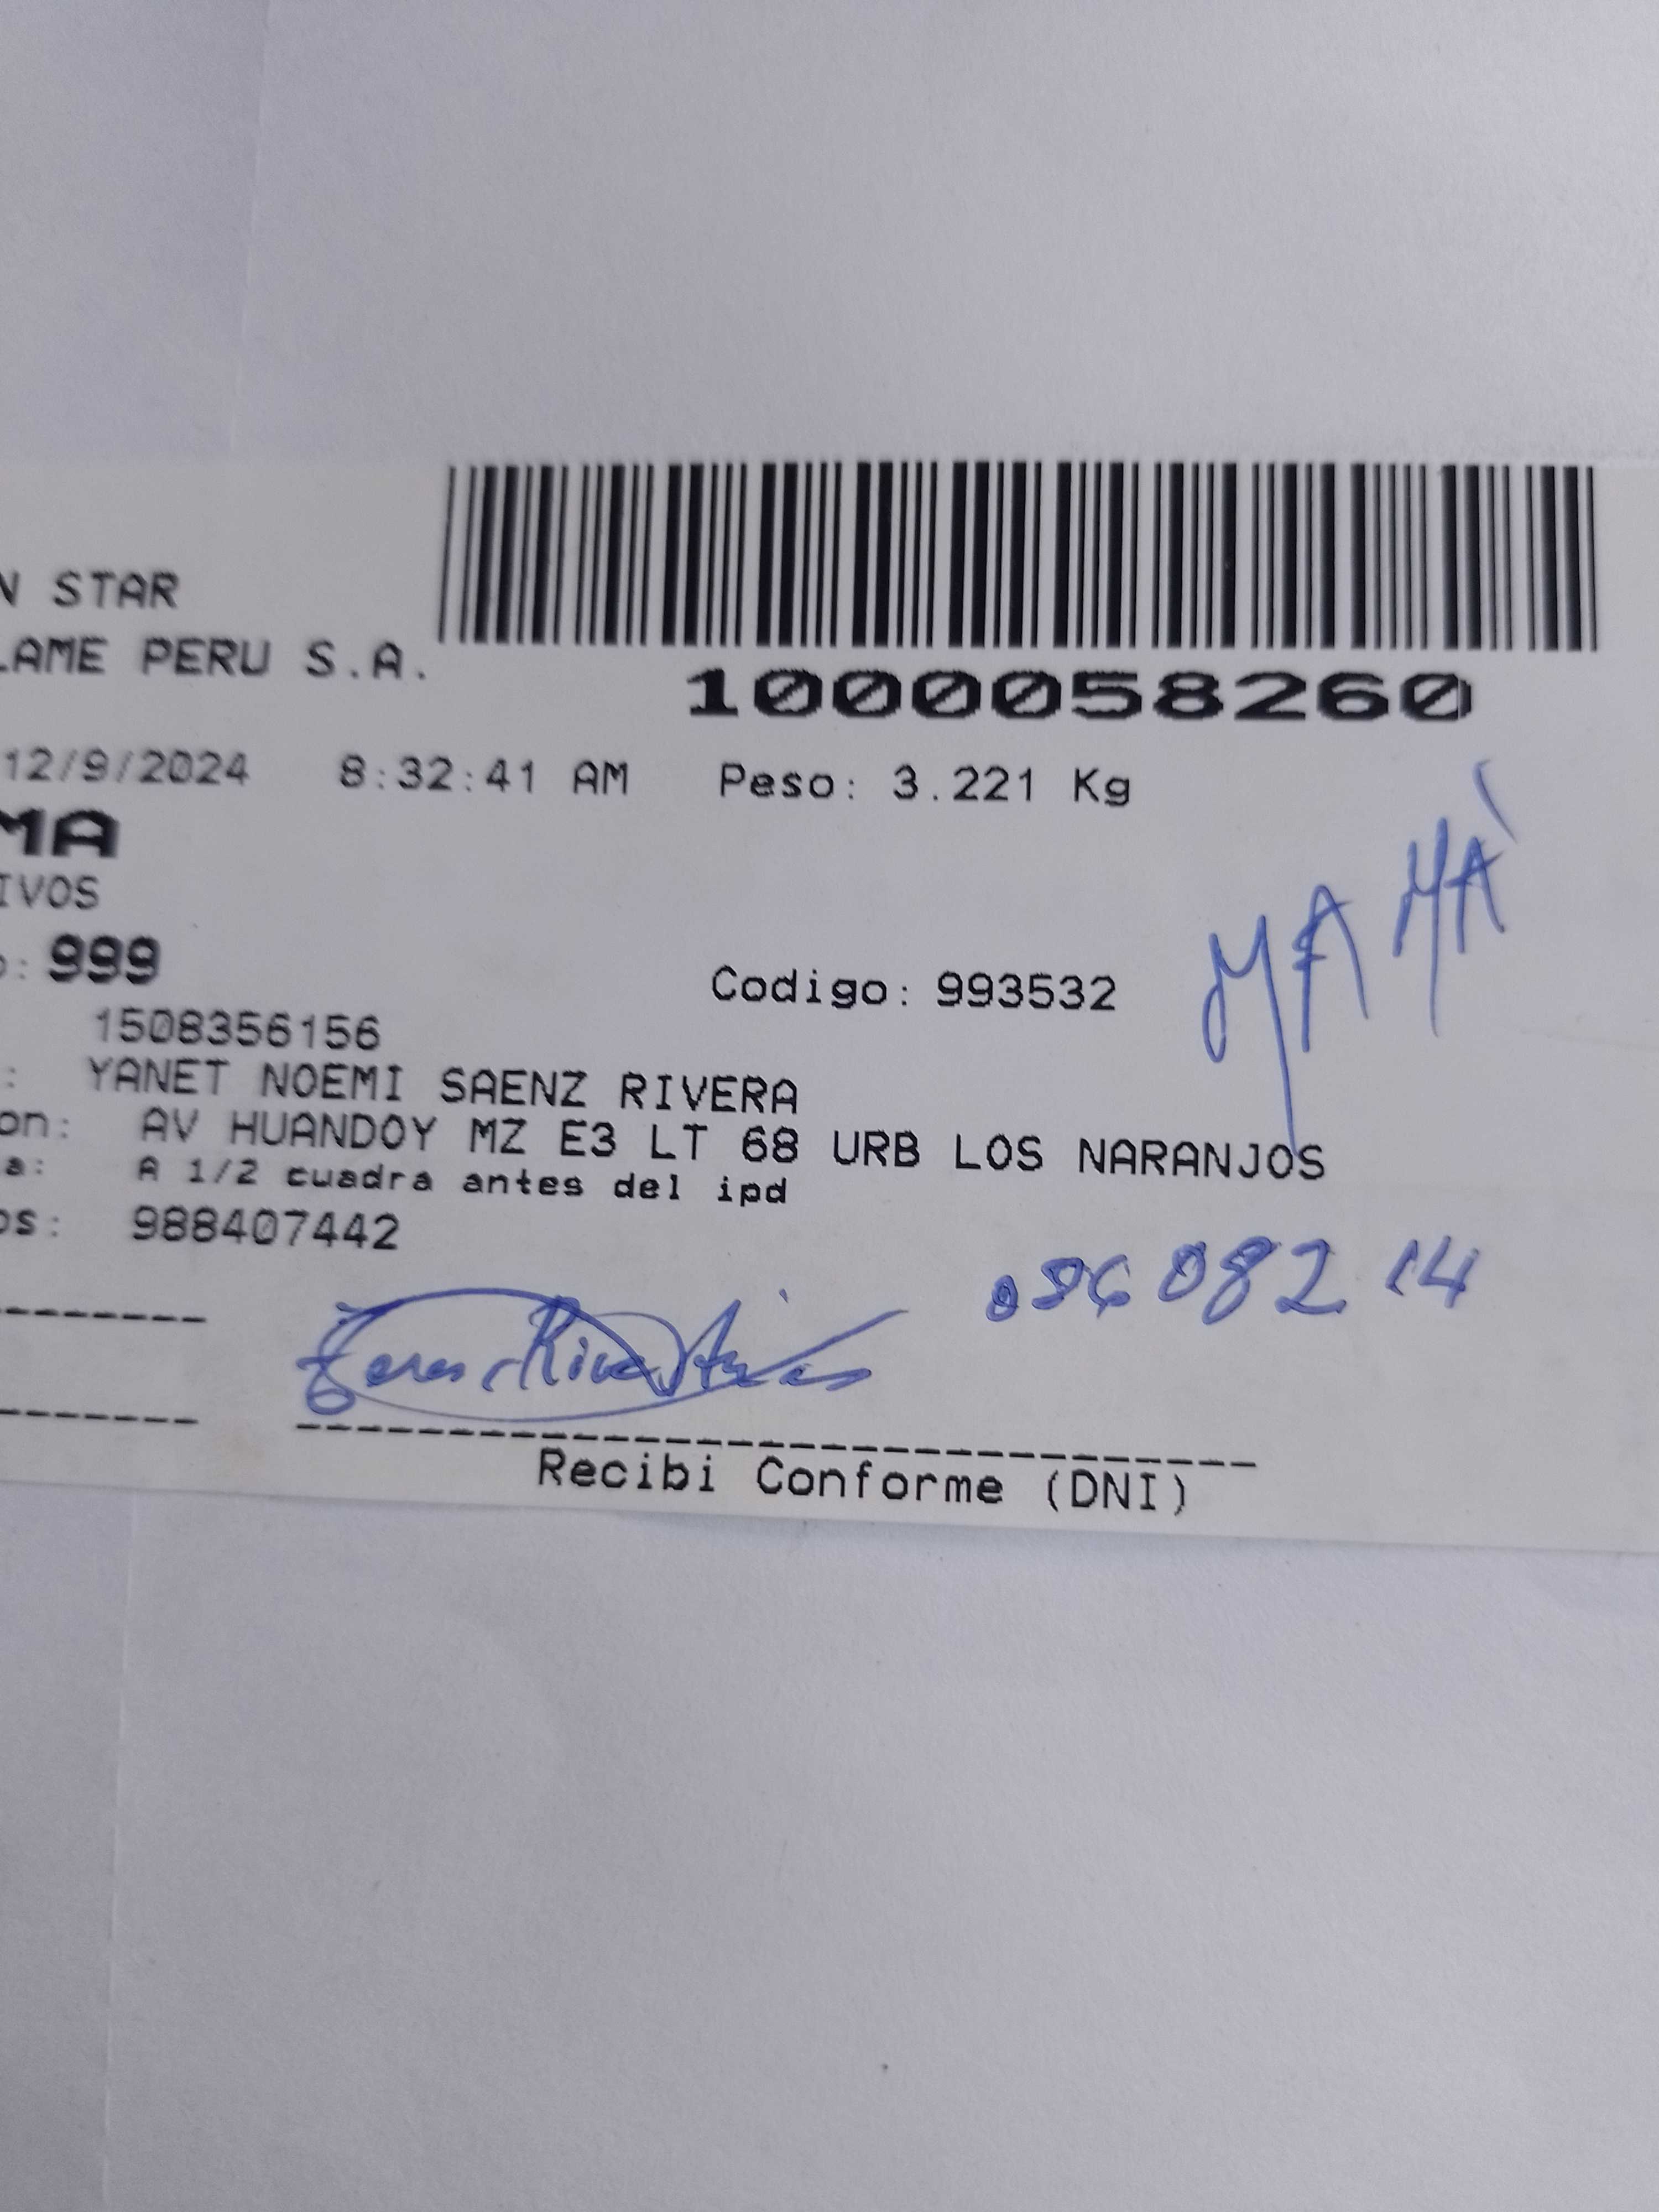 N STAR
LAME PERU S.A.
1000058260
12/9/2024 8:32:41 AM Peso: 3.221 Kg
MA
IVOS
: 999
Codigo: 993532
MAMÁ
1508356156
: YANET NOEMI SAENZ RIVERA
on: AV HUANDOY MZ E3 LT 68 URB LOS NARANJOS
a: A 1/2 cuadra antes del ipd
os: 988407442
Recibi Conforme (DNI)